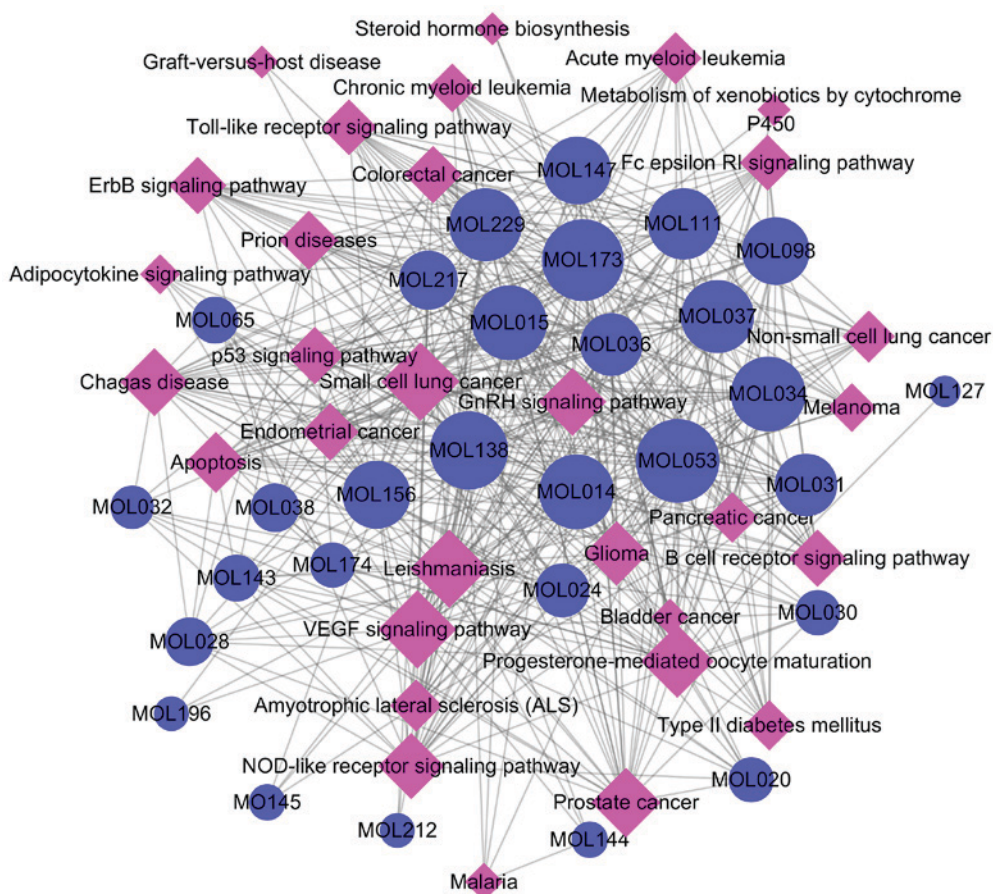 Steroid hormone biosynthesis
Graft-versus-host disease
Acute myeloid leukemia
Chronic myeloid leukemia
Metabolism of xenobiotics by cytochrome
P450
Toll-like receptor signaling pathway
Fc epsilon RI signaling pathway
MOL147
Colorectal cancer
ErbB signaling pathway
MOL229
MOL111
Prion diseases
MOL098
MOL173
Adipocytokine signaling pathway
MOL217
MOL065
MOL015
MOL037
MOL036
Non-small cell lung cancer
p53 signaling pathway
Chagas disease
Small cell lung cancer
MOL127
GnRH signaling pathway
MOL034
Melanoma
Endometrial cancer
MOL138
MOL053
Apoptosis
MOL156
MOL014
MOL031
MOL032
MOL038
Pancreatic cancer
Glioma
B cell receptor signaling pathway
MOL174
Leishmaniasis
MOL143
MOL024
MOL030
Bladder cancer
VEGF signaling pathway
MOL028
Progesterone-mediated oocyte maturation
Amyotrophic lateral sclerosis (ALS)
MOL196
Type II diabetes mellitus
NOD-like receptor signaling pathway
MOL020
MO145
Prostate cancer
MOL212
MOL144
Malaria